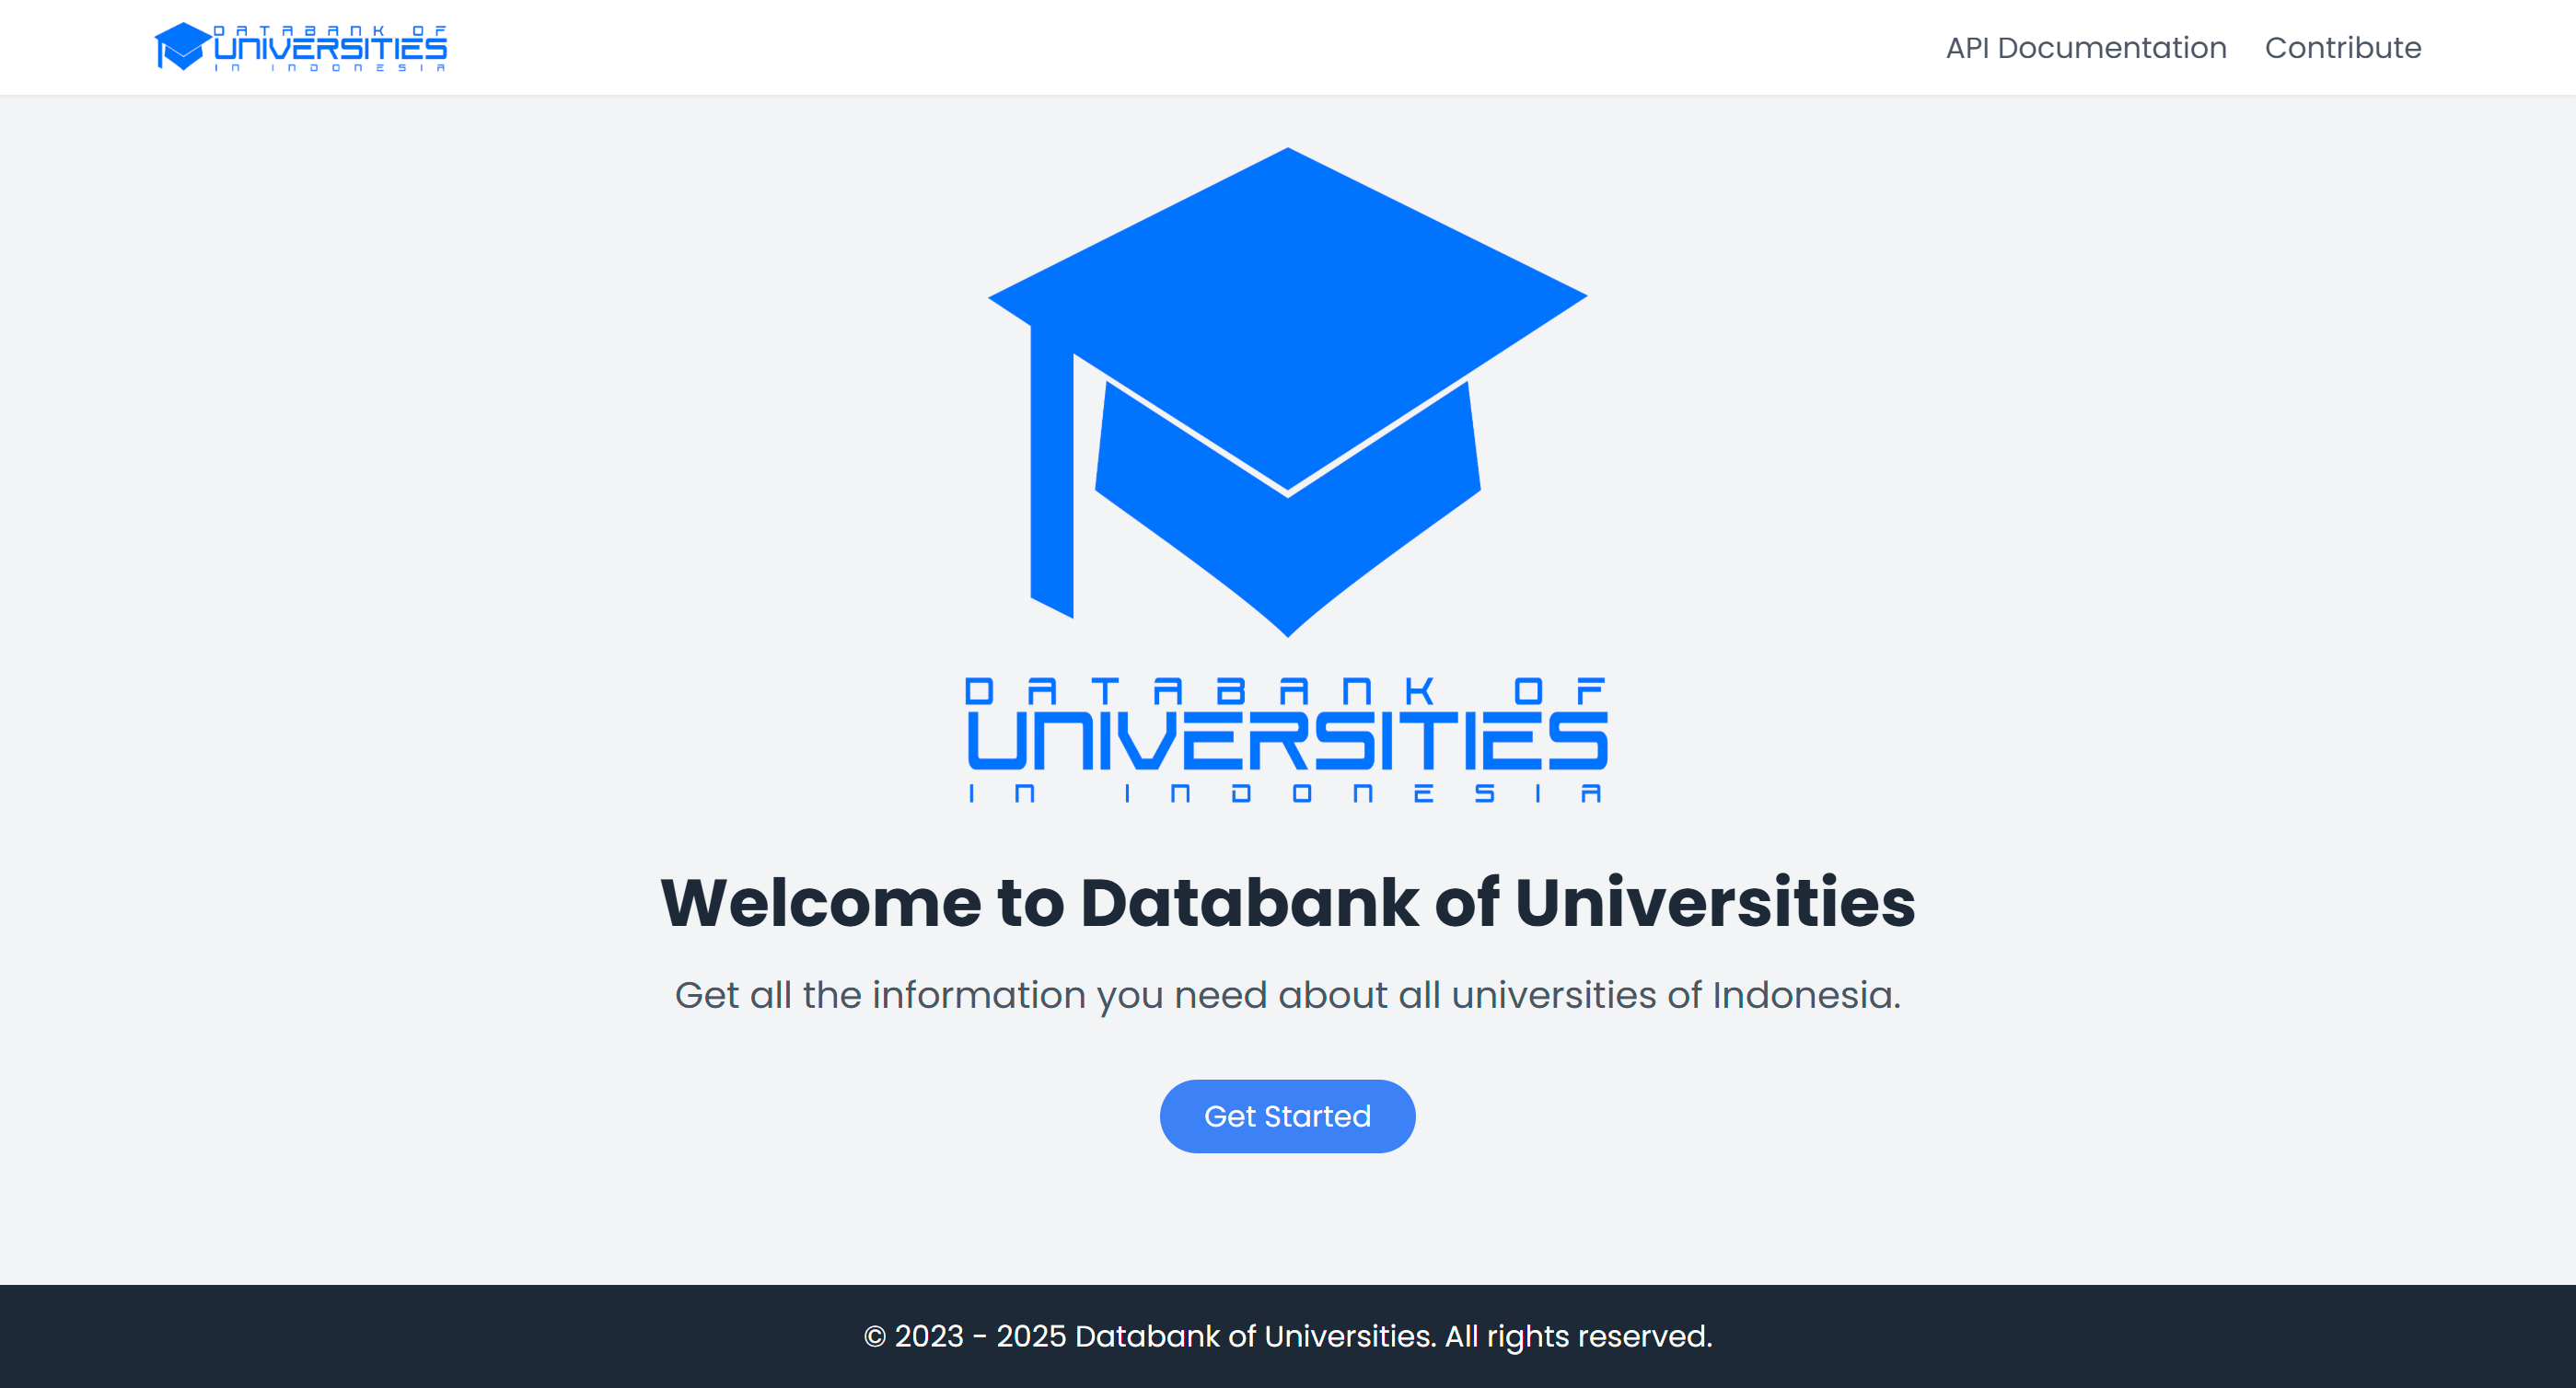 DATABANK OF
UNIVERSITIES
IN INDONESIA
API Documentation
Contribute
DATABANK OF
UNIVERSITIES
IN INDONESIA
Welcome to Databank of Universities
Get all the information you need about all universities of Indonesia.
Get Started
© 2023 - 2025 Databank of Universities. All rights reserved.